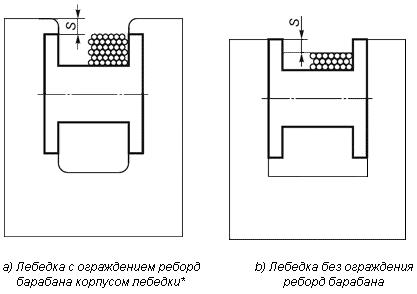 S
S
a) Лебедка с ограждением реборд
барабана корпусом лебедки*
b) Лебедка без ограждения
реборд барабана